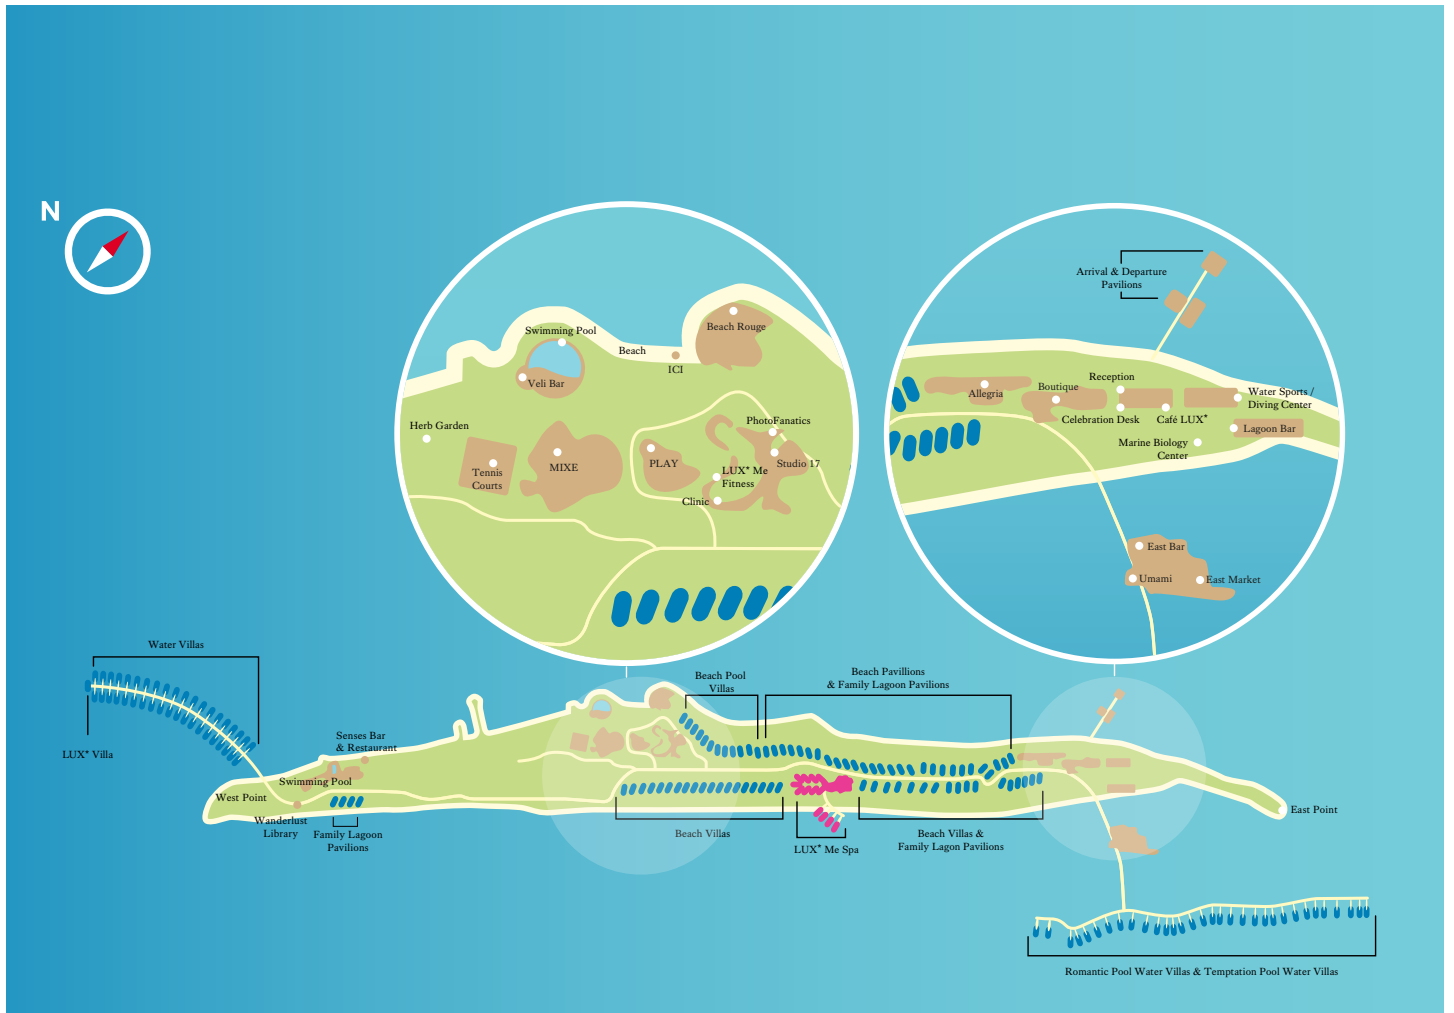 N
Arrival & Departure
Pavilions
Swimming Pool
Beach Rouge
Beach
ICI
Veli Bar
Herb Garden
Tennis
Courts
MIXE
PLAY
PhotoFanatics
Studio 17
LUX* Me
Fitness
Clinic
Allegria
Boutique
Reception
Celebration Desk
Café LUX*
Water Sports /
Diving Center
Lagoon Bar
Marine Biology
Center
East Bar
Umami
East Market
Water Villas
LUX* Villa
Senses Bar
& Restaurant
Swimming Pool
West Point
Wanderlust
Library
Family Lagoon
Pavilions
Beach Pool
Villas
Beach Pavillions
& Family Lagoon Pavilions
Beach Villas
LUX* Me Spa
Beach Villas &
Family Lagon Pavilions
East Point
Romantic Pool Water Villas & Temptation Pool Water Villas